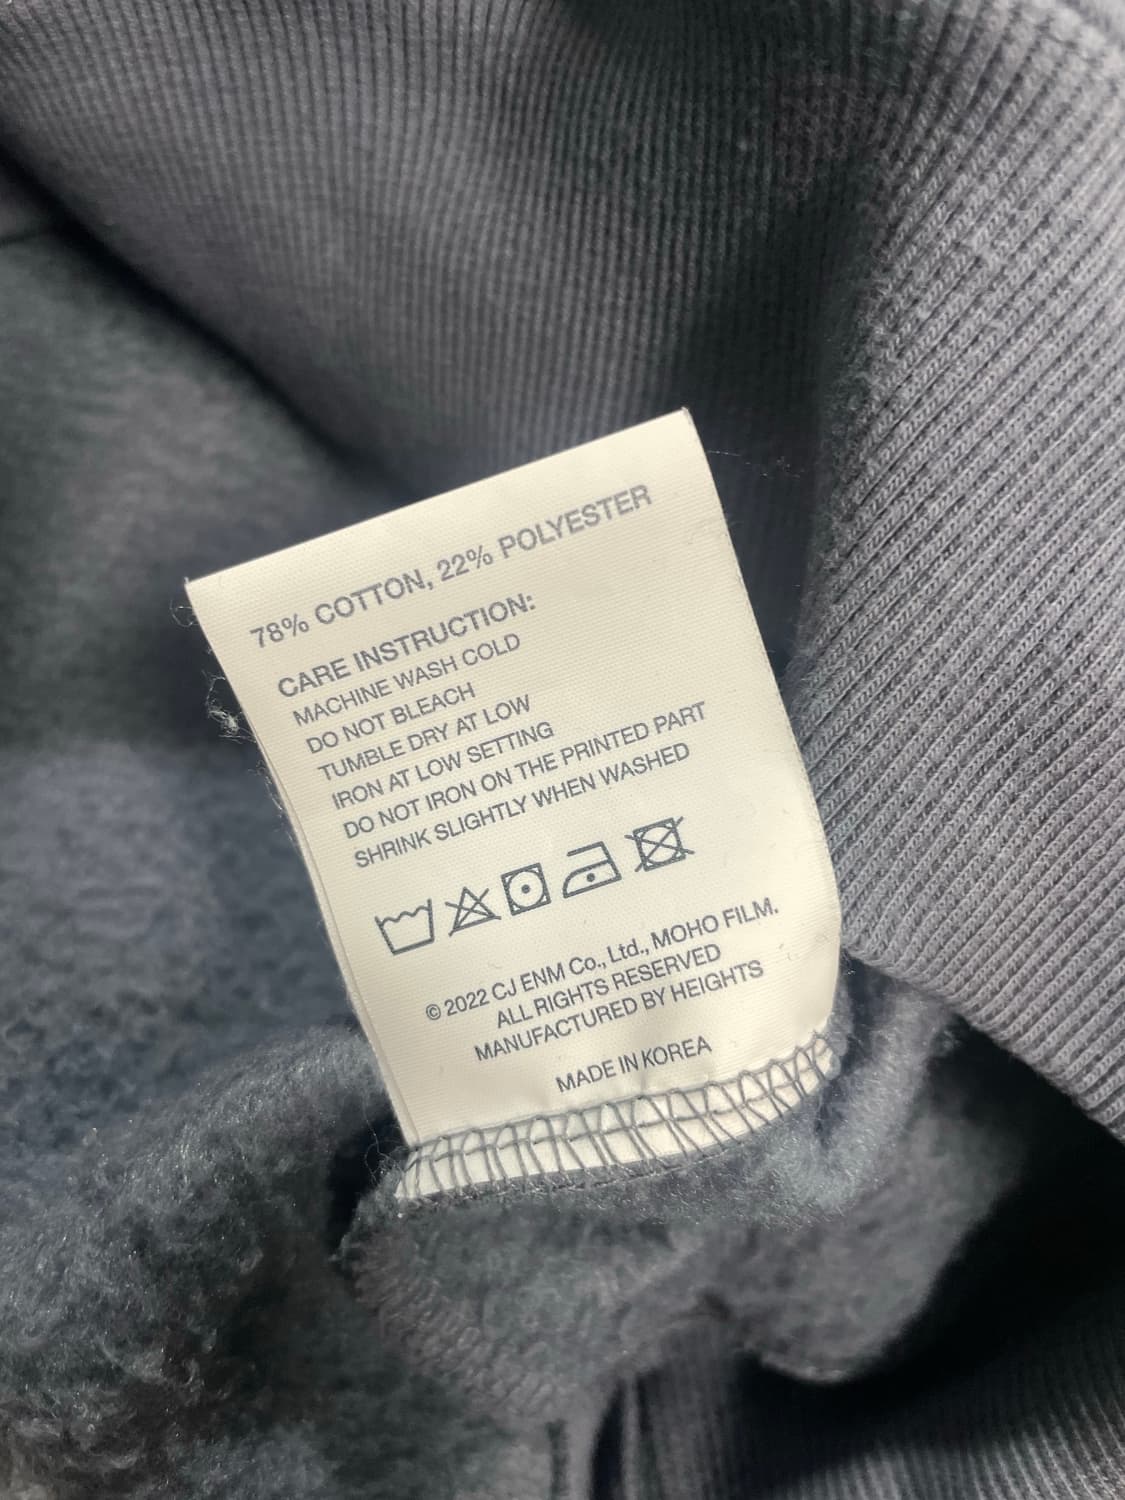 78% COTTON, 22% POLYESTER
CARE INSTRUCTION:
MACHINE WASH COLD
DO NOT BLEACH
TUMBLE DRY AT LOW
IRON AT LOW SETTING
DO NOT IRON ON THE PRINTED PART
SHRINK SLIGHTLY WHEN WASHED
© 2022 CJ ENM Co., Ltd., MOHO FILM.
ALL RIGHTS RESERVED
MANUFACTURED BY HEIGHTS
MADE IN KOREA